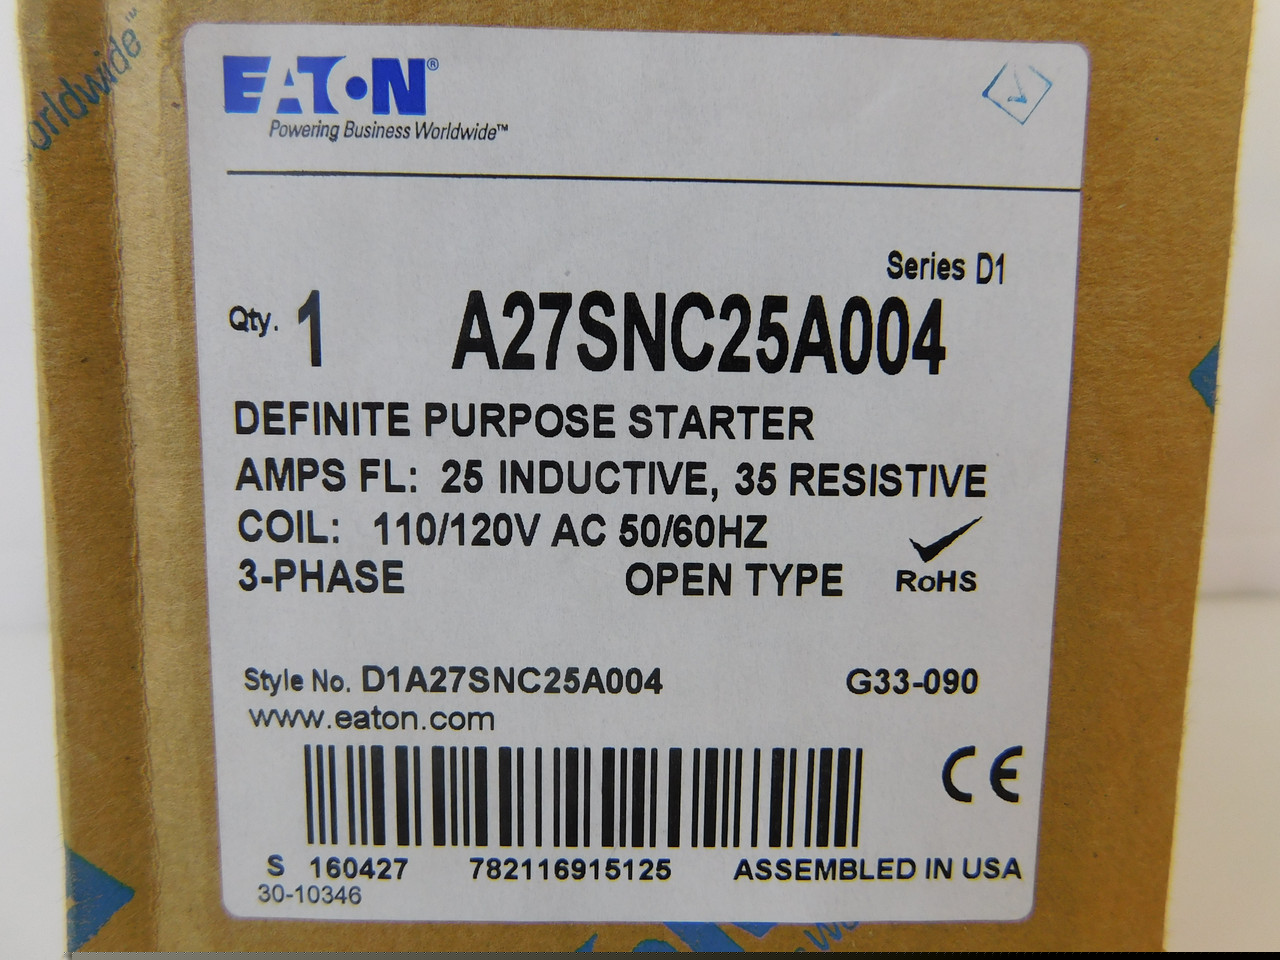 orldwide™
EATON®
Powering Business Worldwide™
Series D1
Qty. 1 A27SNC25A004
DEFINITE PURPOSE STARTER
AMPS FL: 25 INDUCTIVE, 35 RESISTIVE
COIL: 110/120V AC 50/60HZ
3-PHASE OPEN TYPE RoHS
Style No. D1A27SNC25A004 G33-090
www.eaton.com
CE
S 160427 782116915125 ASSEMBLED IN USA
30-10346